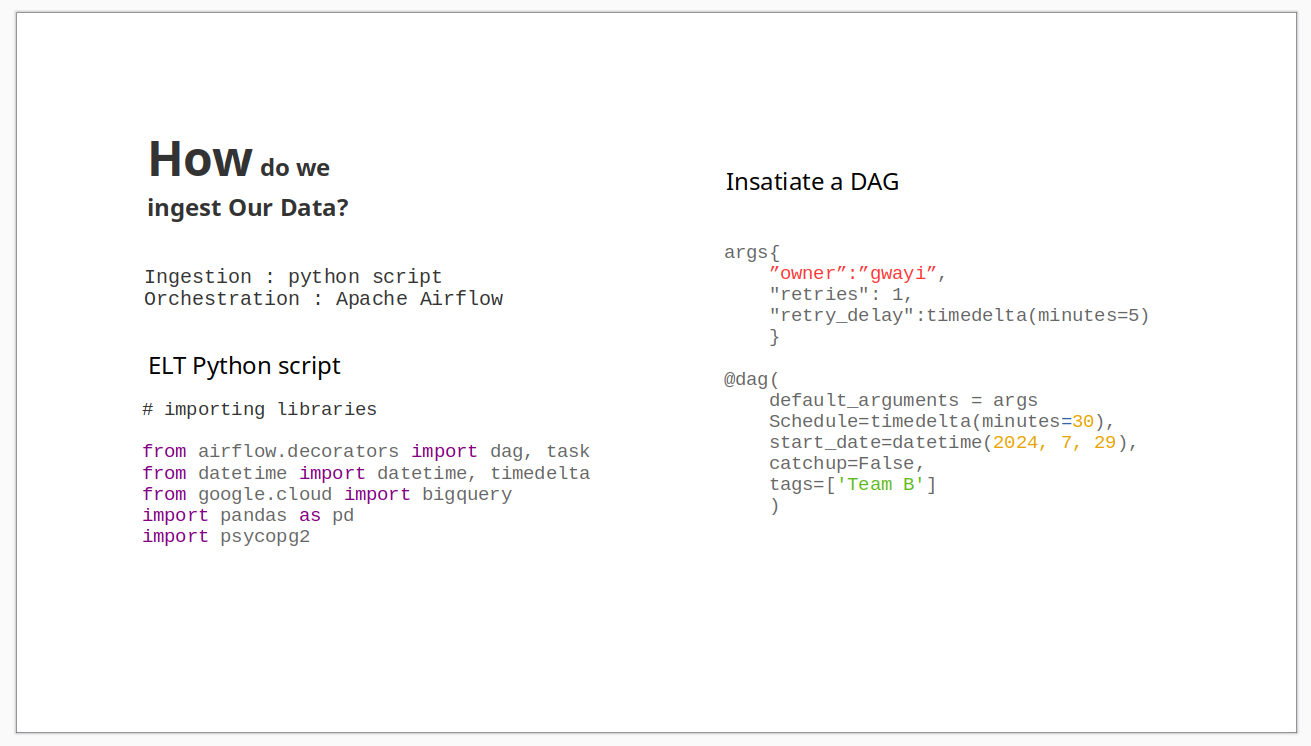 How do we
ingest Our Data?
Ingestion : python script
Orchestration : Apache Airflow
ELT Python script
# importing libraries
from airflow.decorators import dag, task
from datetime import datetime, timedelta
from google.cloud import bigquery
import pandas as pd
import psycopg2
Insatiate a DAG
args{
    ”owner”:”gwayi”,
    "retries": 1,
    "retry_delay":timedelta(minutes=5)
    }
@dag(
    default_arguments = args
    Schedule=timedelta(minutes=30),
    start_date=datetime(2024, 7, 29),
    catchup=False,
    tags=['Team B']
    )